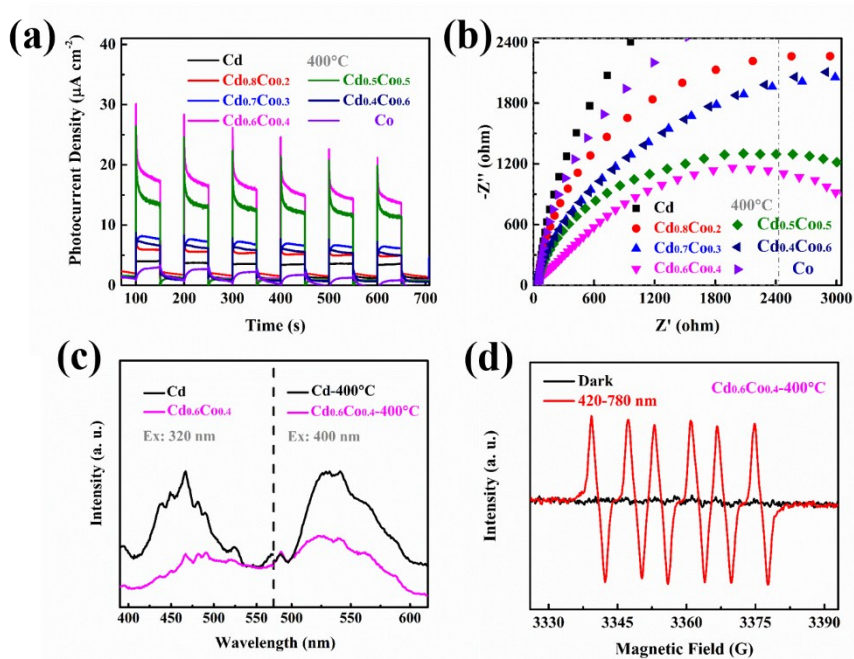 (a)
Photocurrent Density (μA cm⁻²)
40
30
20
10
0
Cd
400°C
Cd0.8Co0.2
Cd0.5Co0.5
Cd0.7Co0.3
Cd0.4Co0.6
Cd0.6Co0.4
Co
100 200 300 400 500 600 700
Time (s)
(b)
-Z'' (ohm)
2400
1800
1200
600
0
Cd
400°C
Cd0.8Co0.2
Cd0.5Co0.5
Cd0.7Co0.3
Cd0.4Co0.6
Cd0.6Co0.4
Co
0 600 1200 1800 2400 3000
Z' (ohm)
(c)
Intensity (a. u.)
Cd
Cd0.6Co0.4
Ex: 320 nm
Cd-400°C
Cd0.6Co0.4-400°C
Ex: 400 nm
400 450 500 550 500 550 600
Wavelength (nm)
(d)
Intensity (a. u.)
Dark
420-780 nm
Cd0.6Co0.4-400°C
3330 3345 3360 3378 3393
Magnetic Field (G)